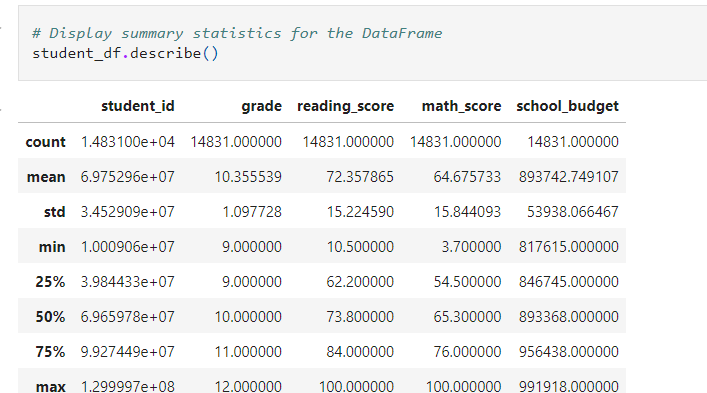 # Display summary statistics for the DataFrame
student_df.describe()
student_id grade reading_score math_score school_budget
count 1.483100e+04 14831.000000 14831.000000 14831.000000 14831.000000
mean 6.975296e+07 10.355539 72.357865 64.675733 893742.749107
std 3.452909e+07 1.097728 15.224590 15.844093 53938.066467
min 1.000906e+07 9.000000 10.500000 3.700000 817615.000000
25% 3.984433e+07 9.000000 62.200000 54.500000 846745.000000
50% 6.965978e+07 10.000000 73.800000 65.300000 893368.000000
75% 9.927449e+07 11.000000 84.000000 76.000000 956438.000000
max 1.299997e+08 12.000000 100.000000 100.000000 991918.000000